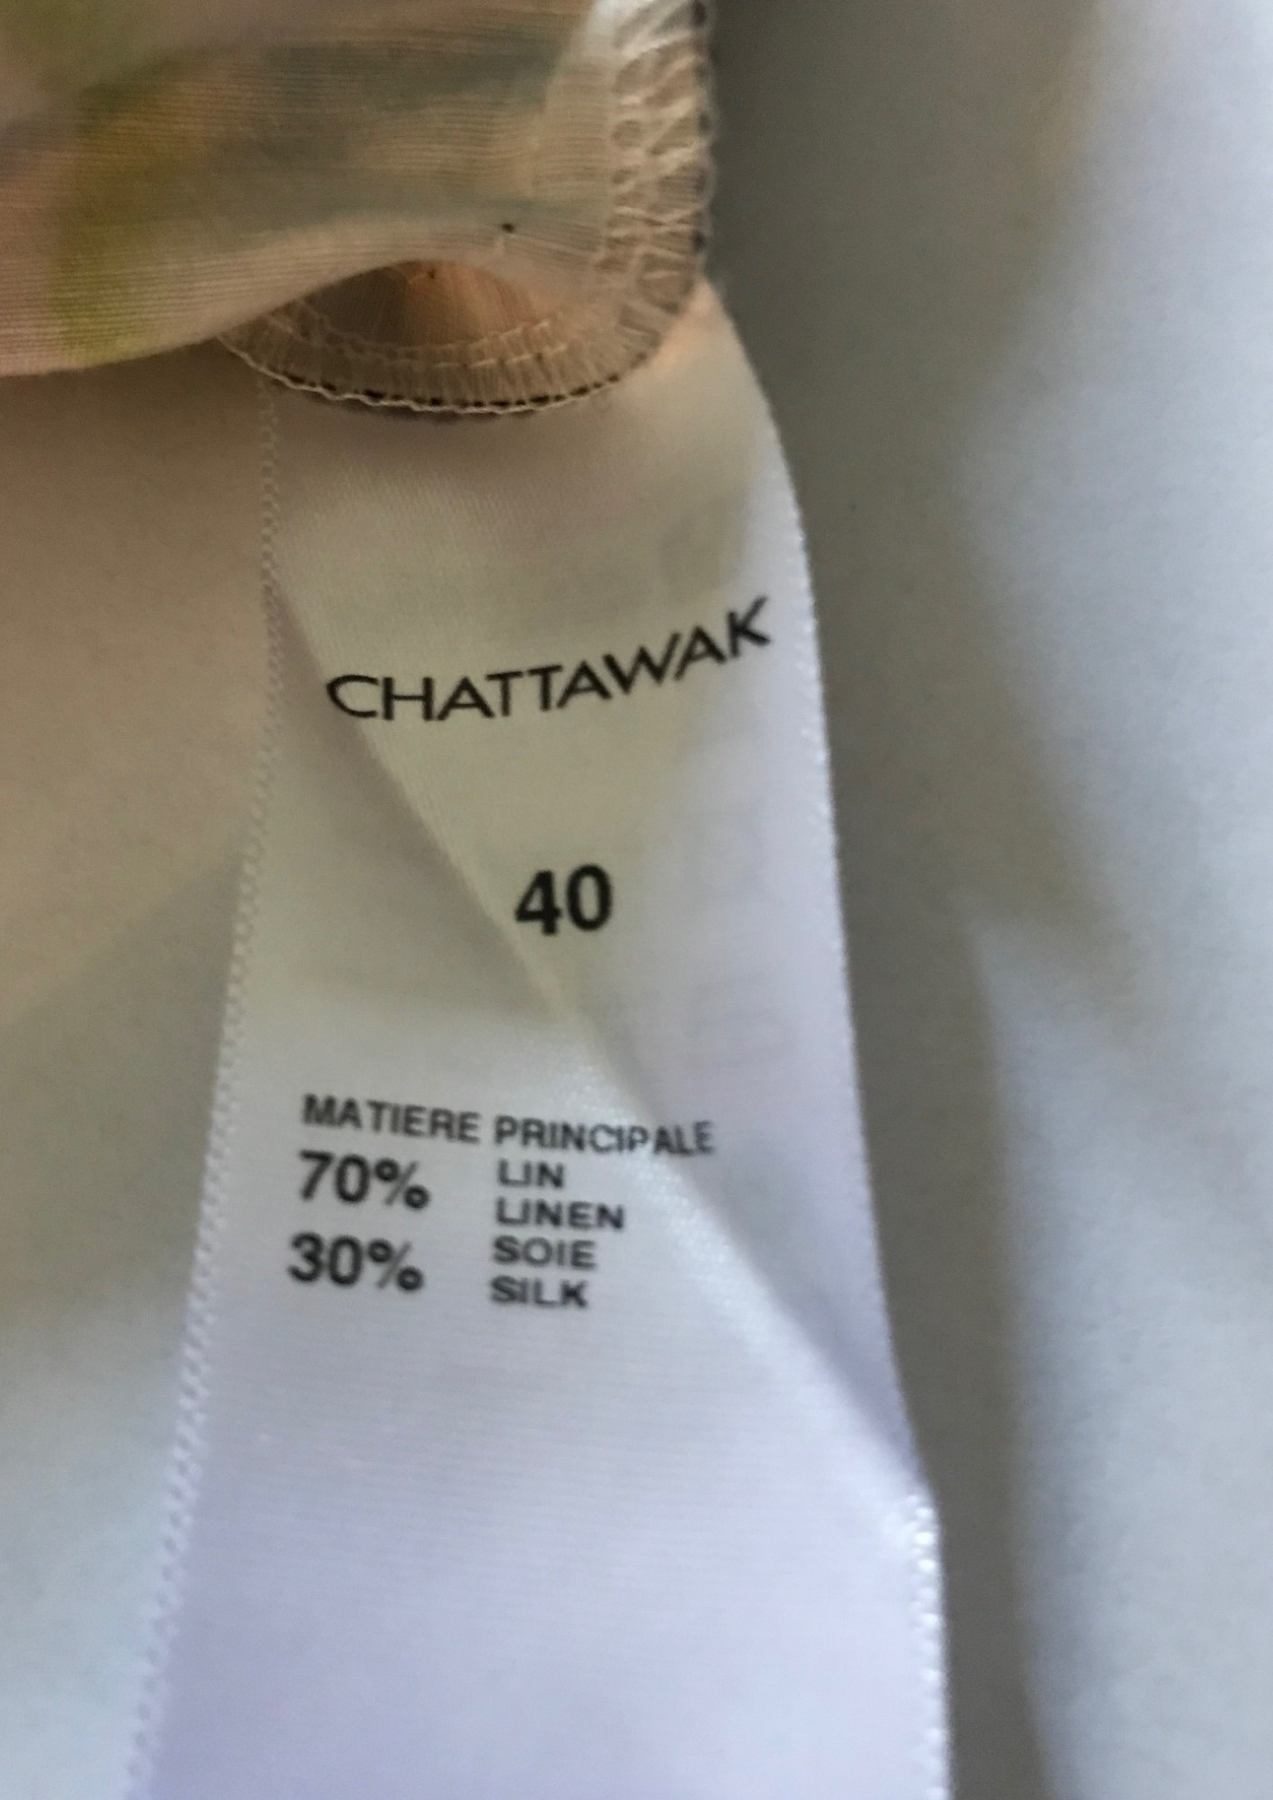 CHATTAWAK
40
MATIERE PRINCIPALE
70% LIN
LINEN
30% SOIE
SILK